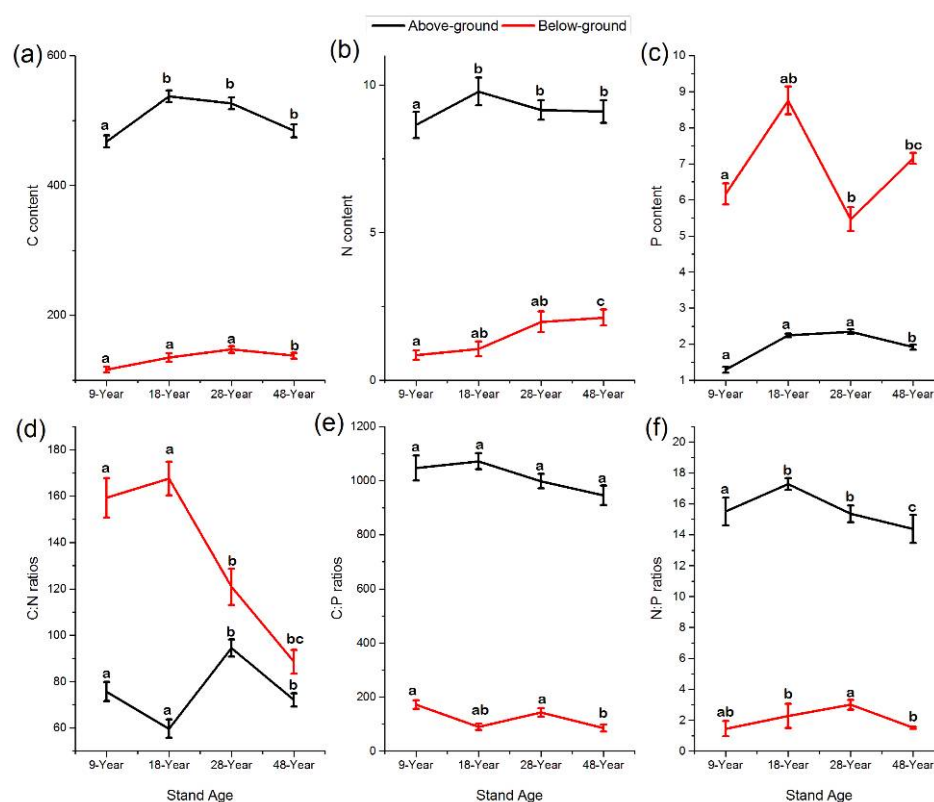 Above-ground Below-ground
(a)
600
400
200
C content
a b b b
a a a b
9-Year 18-Year 28-Year 48-Year
(b)
10
5
0
N content
a b b b
a ab ab c
9-Year 18-Year 28-Year 48-Year
(c)
10
9
8
7
6
5
4
3
2
1
P content
a ab b bc
a a a b
9-Year 18-Year 28-Year 48-Year
(d)
180
160
140
120
100
80
60
C:N ratios
a a b bc
a a b b
9-Year 18-Year 28-Year 48-Year
Stand Age
(e)
1200
1000
800
600
400
200
0
C:P ratios
a a a a
a ab a b
9-Year 18-Year 28-Year 48-Year
Stand Age
(f)
20
18
16
14
12
10
8
6
4
2
0
N:P ratios
a b b c
ab b a b
9-Year 18-Year 28-Year 48-Year
Stand Age